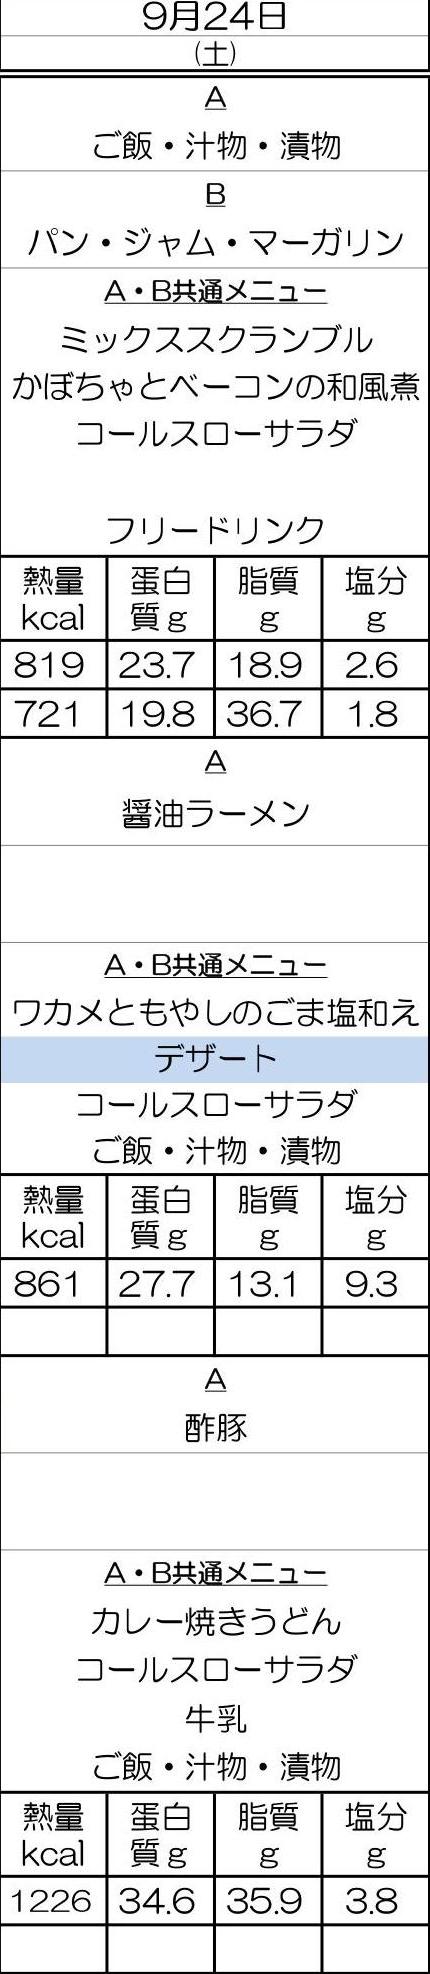 9月24日
(土)
A
ご飯・汁物・漬物
B
パン・ジャム・マーガリン
A・B共通メニュー
ミックススクランブル
かぼちゃとベーコンの和風煮
コールスローサラダ
フリードリンク
熱量 蛋白 脂質 塩分
kcal 質g g g
819 23.7 18.9 2.6
721 19.8 36.7 1.8
A
醤油ラーメン
A・B共通メニュー
ワカメともやしのごま塩和え
デザート
コールスローサラダ
ご飯・汁物・漬物
熱量 蛋白 脂質 塩分
kcal 質g g g
861 27.7 13.1 9.3
A
酢豚
A・B共通メニュー
カレー焼きうどん
コールスローサラダ
牛乳
ご飯・汁物・漬物
熱量 蛋白 脂質 塩分
kcal 質g g g
1226 34.6 35.9 3.8